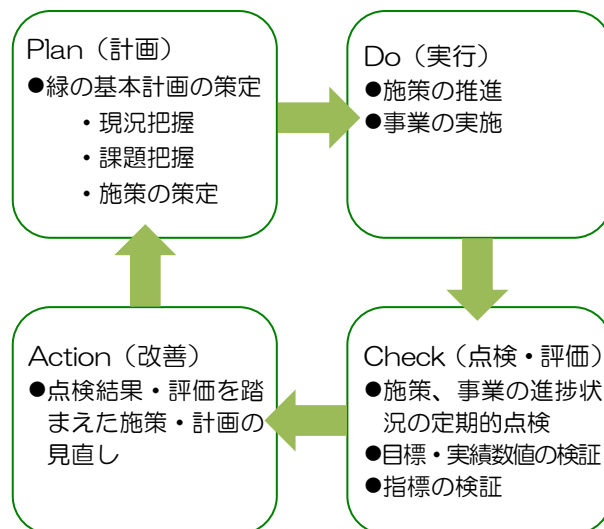 Plan（計画）
●緑の基本計画の策定
・現況把握
・課題把握
・施策の策定
Do（実行）
●施策の推進
●事業の実施
Action（改善）
●点検結果・評価を踏
まえた施策・計画の
見直し
Check（点検・評価）
●施策、事業の進捗状
況の定期的点検
●目標・実績数値の検証
●指標の検証